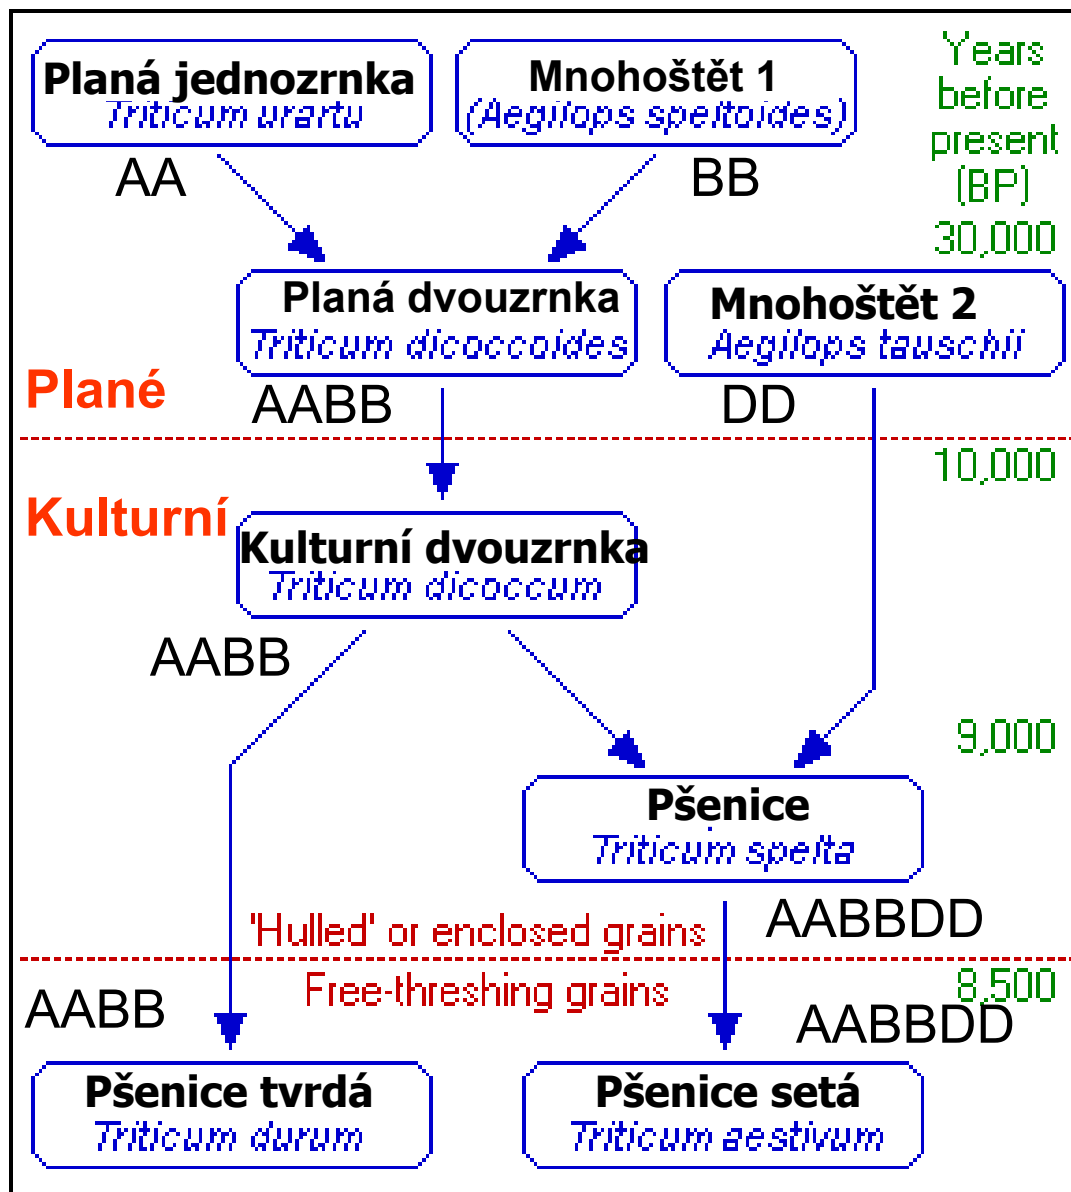 Planá jednozrnka
Triticum urartu
Mnohoštět 1
(Aegilops speltoides)
Years
before
present
(BP)
AA
BB
30,000
Planá dvouzrnka
Triticum dicoccoides
Mnohoštět 2
Aegilops tauschii
Plané
AABB
DD
10,000
Kulturní
Kulturní dvouzrnka
Triticum dicoccum
AABB
9,000
Pšenice
Triticum spelta
AABBDD
'Hulled' or enclosed grains
Free-threshing grains
8,500
AABB
AABBDD
Pšenice tvrdá
Triticum durum
Pšenice setá
Triticum aestivum